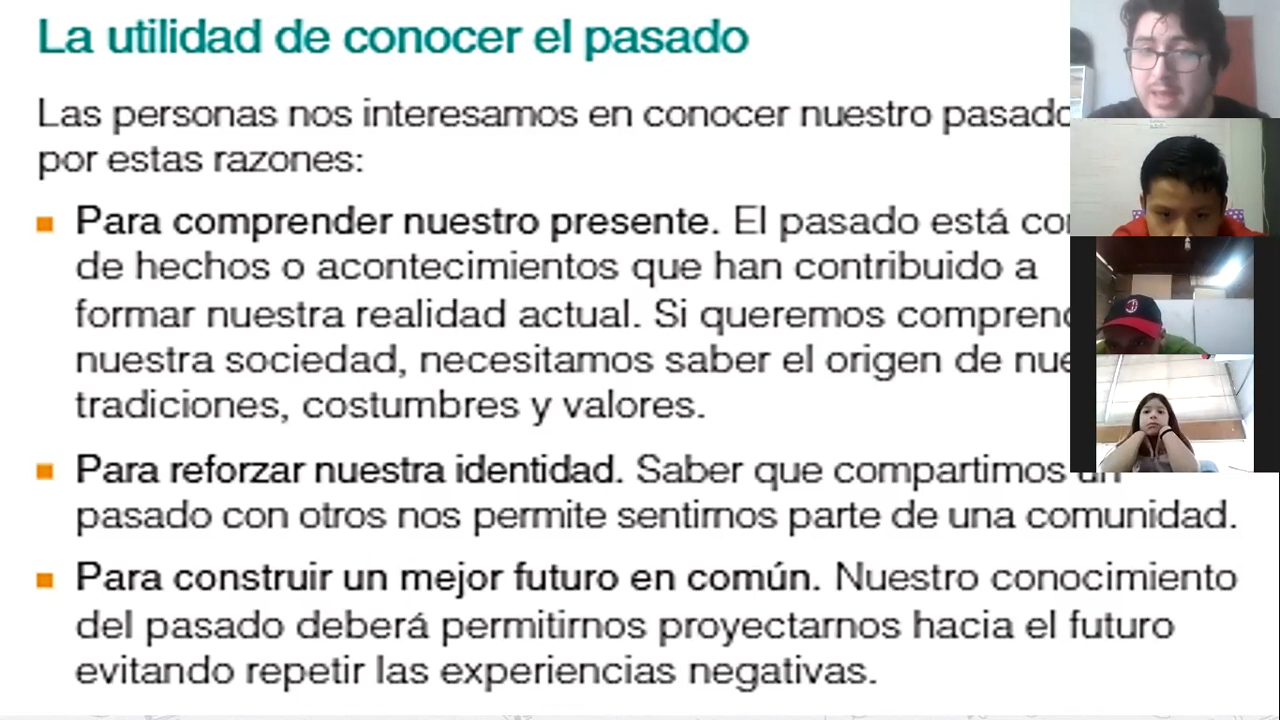 La utilidad de conocer el pasado
Las personas nos interesamos en conocer nuestro pasado
por estas razones:
Para comprender nuestro presente. El pasado está
de hechos o acontecimientos que han contribuido a
formar nuestra realidad actual. Si queremos
nuestra sociedad, necesitamos saber el origen de
tradiciones, costumbres y valores.
Para reforzar nuestra identidad. Saber que compartimos un
pasado con otros nos permite sentirnos parte de una comunidad.
Para construir un mejor futuro en común. Nuestro conocimiento
del pasado deberá permitirnos proyectarnos hacia el futuro
evitando repetir las experiencias negativas.